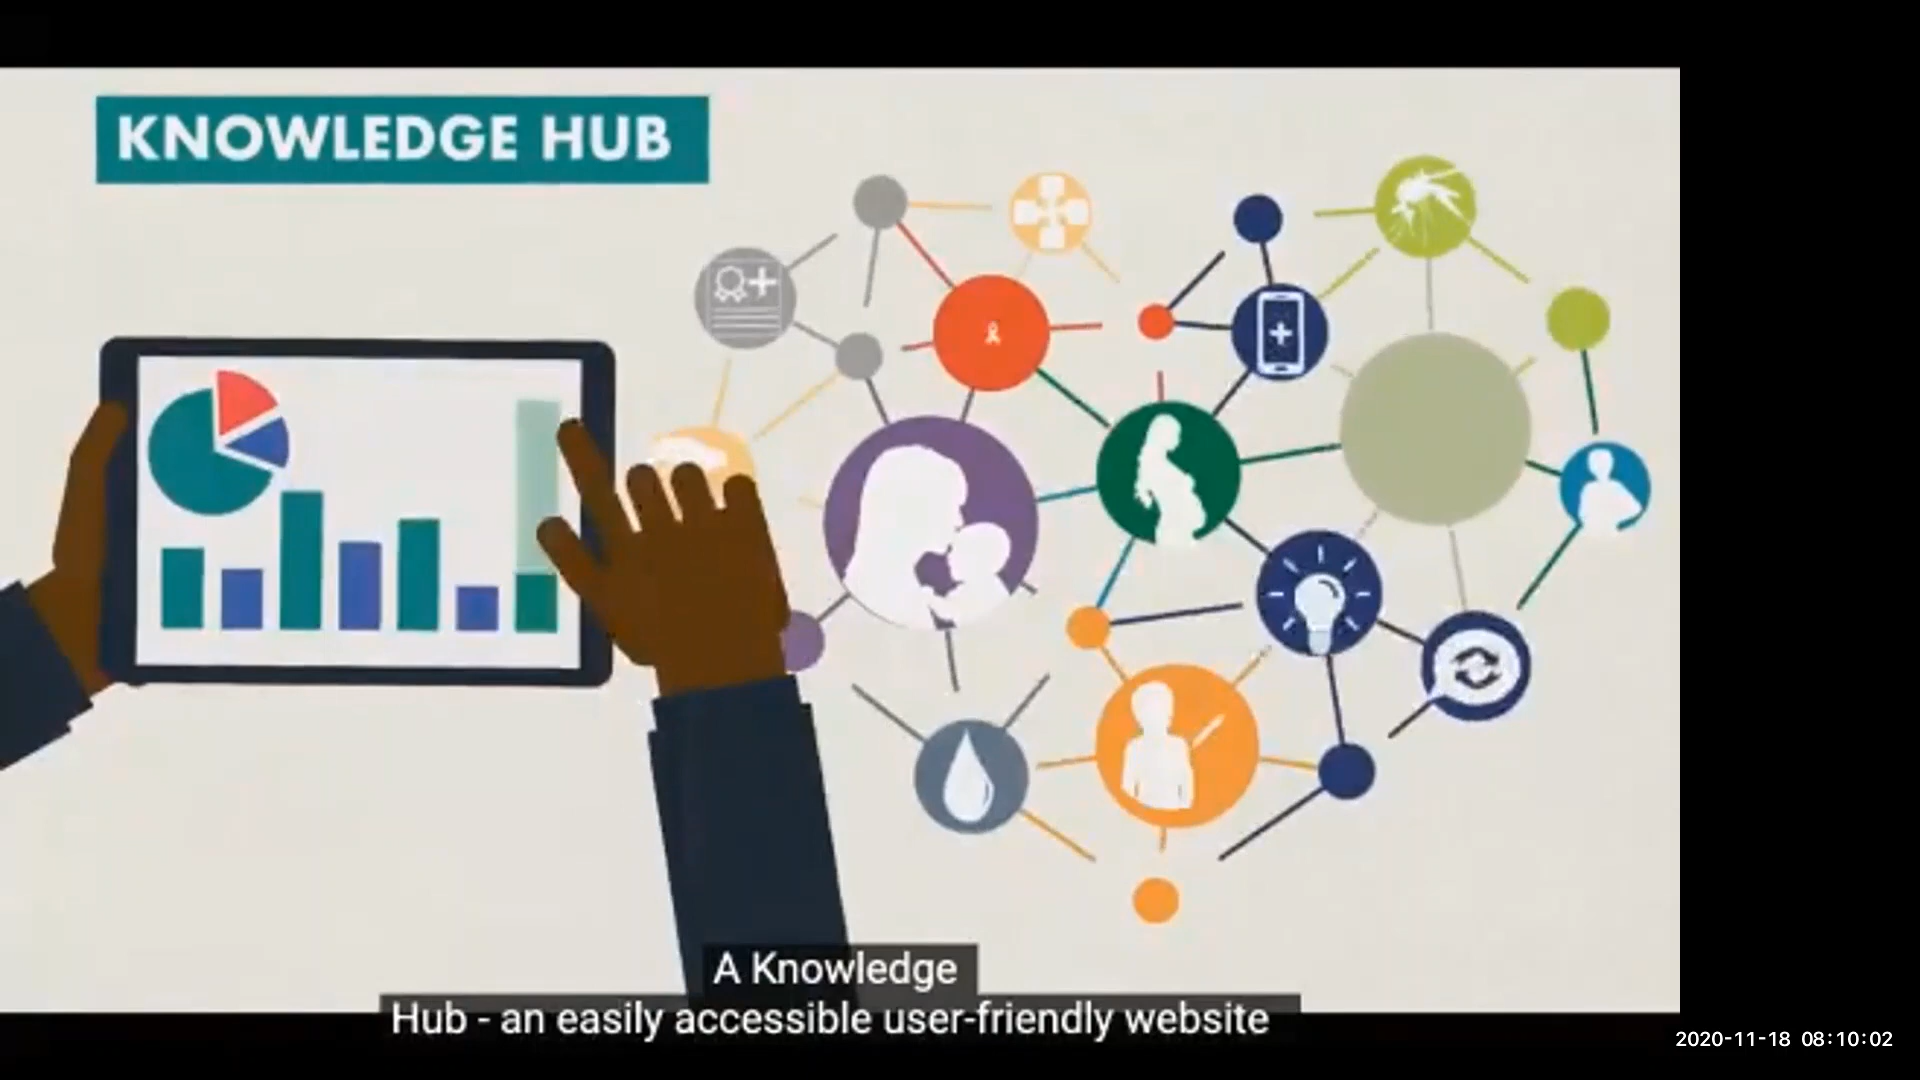 KNOWLEDGE HUB
A Knowledge
Hub - an easily accessible user-friendly website
2020-11-18 08:10:02